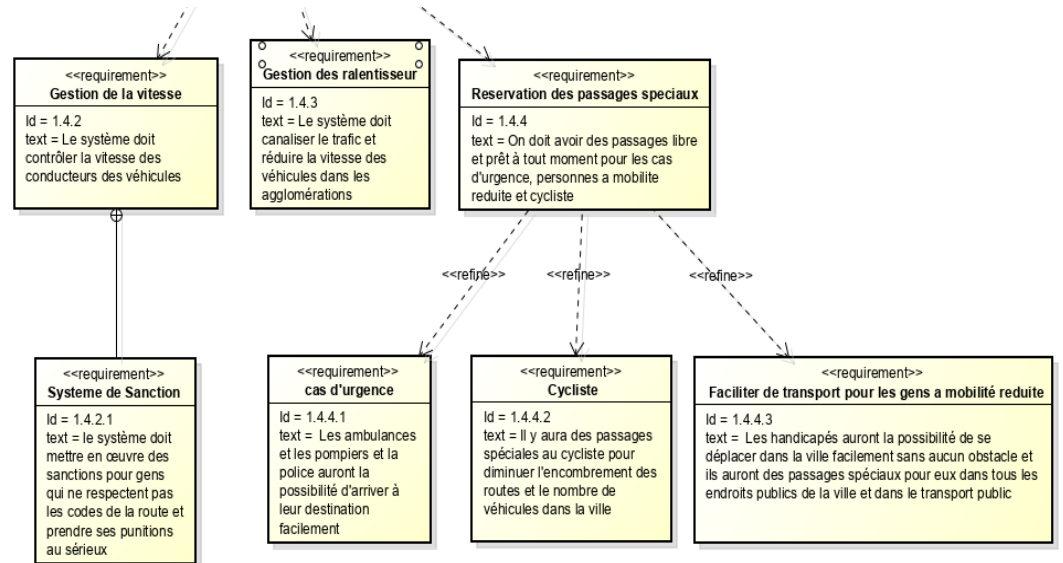 <<requirement>>
Gestion de la vitesse
Id = 1.4.2
text = Le système doit
contrôler la vitesse des
conducteurs des véhicules
<<requirement>>
Gestion des ralentisseur
Id = 1.4.3
text = Le système doit
canaliser le trafic et
réduire la vitesse des
véhicules dans les
agglomérations
<<requirement>>
Reservation des passages speciaux
Id = 1.4.4
text = On doit avoir des passages libre
et prêt à tout moment pour les cas
d'urgence, personnes a mobilite
reduite et cycliste
<<refine>>
<<refine>>
<<refine>>
<<requirement>>
Systeme de Sanction
Id = 1.4.2.1
text = le système doit
mettre en œuvre des
sanctions pour gens
qui ne respectent pas
les codes de la route et
prendre ses punitions
au sérieux
<<requirement>>
cas d'urgence
Id = 1.4.4.1
text = Les ambulances
et les pompiers et la
police auront la
possibilité d'arriver à
leur destination
facilement
<<requirement>>
Cycliste
Id = 1.4.4.2
text = Il y aura des passages
spéciales au cycliste pour
diminuer l'encombrement des
routes et le nombre de
véhicules dans la ville
<<requirement>>
Faciliter de transport pour les gens a mobilité reduite
Id = 1.4.4.3
text = Les handicapés auront la possibilité de se
déplacer dans la ville facilement sans aucun obstacle et
ils auront des passages spéciaux pour eux dans tous les
endroits publics de la ville et dans le transport public